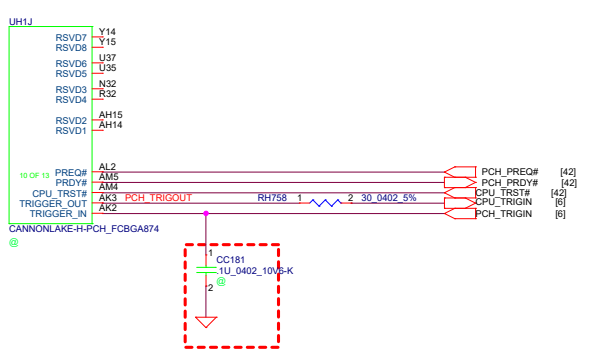 UH1J
RSVD7 Y14
RSVD8 Y15
RSVD6 U37
RSVD5 U35
RSVD3 N32
RSVD4 R32
RSVD2 AH15
RSVD1 AH14
10 OF 13
PREQ# AL2 PCH_PREQ# [42]
PRDY# AM5 PCH_PRDY# [42]
CPU_TRST# AM4 CPU_TRST# [42]
TRIGGER_OUT AK3 PCH_TRIGOUT RH758 1 2 30_0402_5% CPU_TRIGIN [6]
TRIGGER_IN AK2 PCH_TRIGIN [6]
CANNONLAKE-H-PCH_FCBGA874
@
1
CC181
.1U_0402_10V6-K
@
2